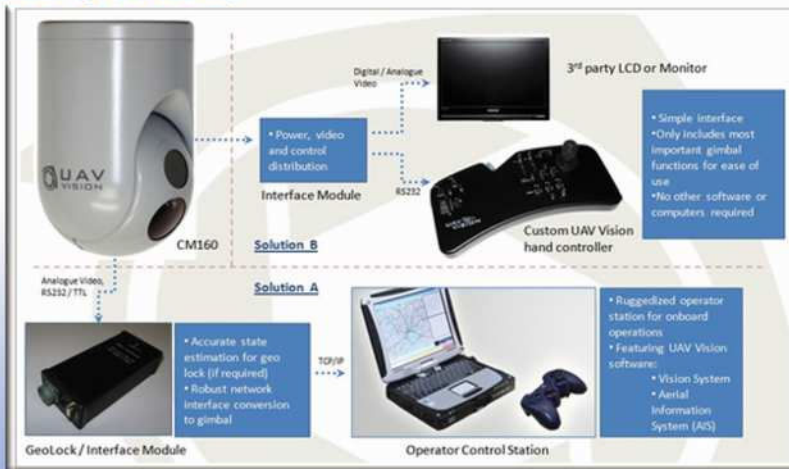 UAV
VISION
CM160
Digital / Analogue
Video
3rd party LCD or Monitor
• Power, video
and control
distribution
Interface Module
RS232
Custom UAV Vision
hand controller
• Simple interface
•Only includes most
important gimbal
functions for ease of
use
•No other software or
computers required
Solution B
Solution A
Analogue Video,
RS232 / TTL
• Accurate state
estimation for geo
lock (if required)
• Robust network
interface conversion
to gimbal
GeoLock / Interface Module
TCP/IP
Operator Control Station
• Ruggedized operator
station for onboard
operations
• Featuring UAV Vision
software:
• Vision System
• Aerial
Information
System (AIS)